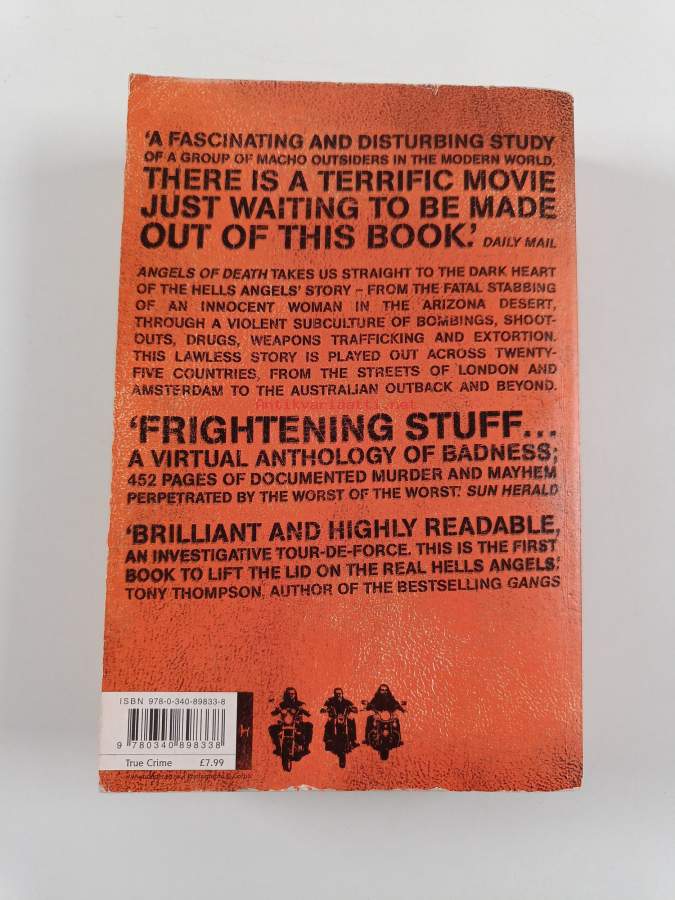 ‘A FASCINATING AND DISTURBING STUDY
OF A GROUP OF MACHO OUTSIDERS IN THE MODERN WORLD,
THERE IS A TERRIFIC MOVIE
JUST WAITING TO BE MADE
OUT OF THIS BOOK.’ DAILY MAIL
ANGELS OF DEATH TAKES US STRAIGHT TO THE DARK HEART
OF THE HELLS ANGELS’ STORY – FROM THE FATAL STABBING
OF AN INNOCENT WOMAN IN THE ARIZONA DESERT,
THROUGH A VIOLENT SUBCULTURE OF BOMBINGS, SHOOT-
OUTS, DRUGS, WEAPONS TRAFFICKING AND EXTORTION.
THIS LAWLESS STORY IS PLAYED OUT ACROSS TWENTY-
FIVE COUNTRIES, FROM THE STREETS OF LONDON AND
AMSTERDAM TO THE AUSTRALIAN OUTBACK AND BEYOND.
Antikvariaatti.net
‘FRIGHTENING STUFF...
A VIRTUAL ANTHOLOGY OF BADNESS;
452 PAGES OF DOCUMENTED MURDER AND MAYHEM
PERPETRATED BY THE WORST OF THE WORST.’ SUN HERALD
‘BRILLIANT AND HIGHLY READABLE,
AN INVESTIGATIVE TOUR-DE-FORCE. THIS IS THE FIRST
BOOK TO LIFT THE LID ON THE REAL HELLS ANGELS.’
TONY THOMPSON, AUTHOR OF THE BESTSELLING GANGS
ISBN 978-0-340-89833-8
9 780340 898338
True Crime £7.99